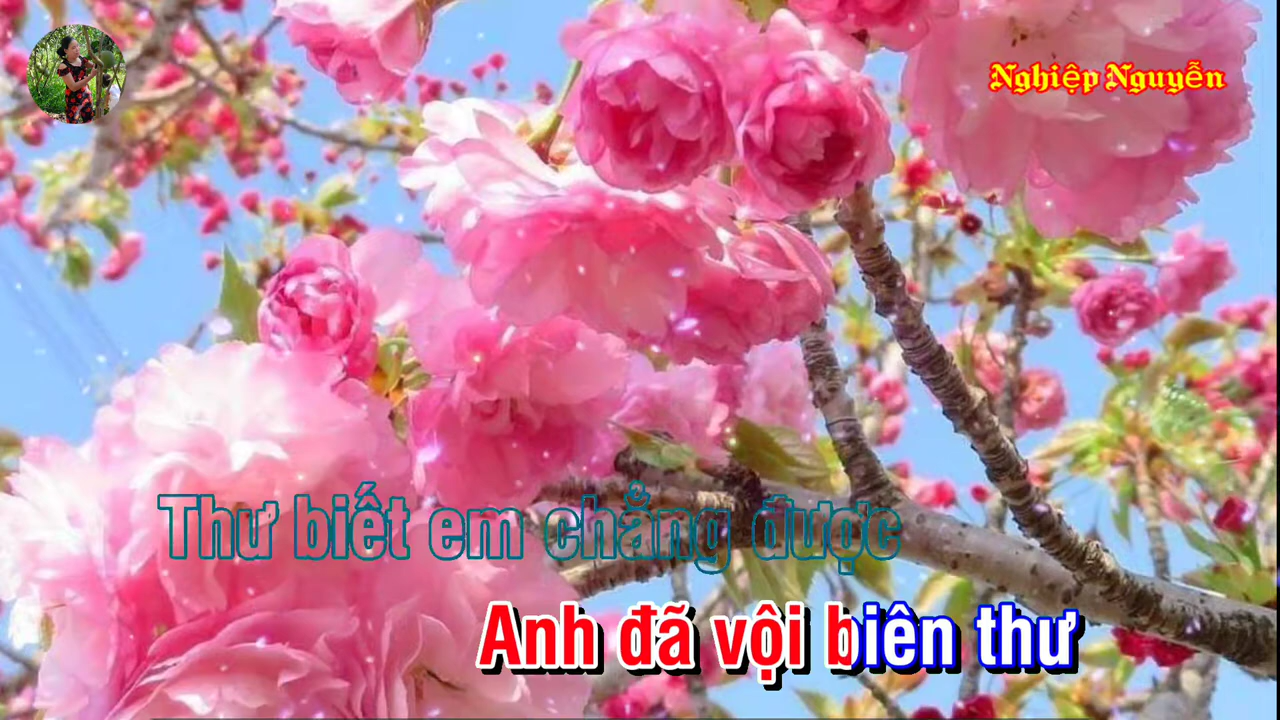 Nghiệp Nguyễn
Thư biết em chẳng được
Anh đã vội biên thư